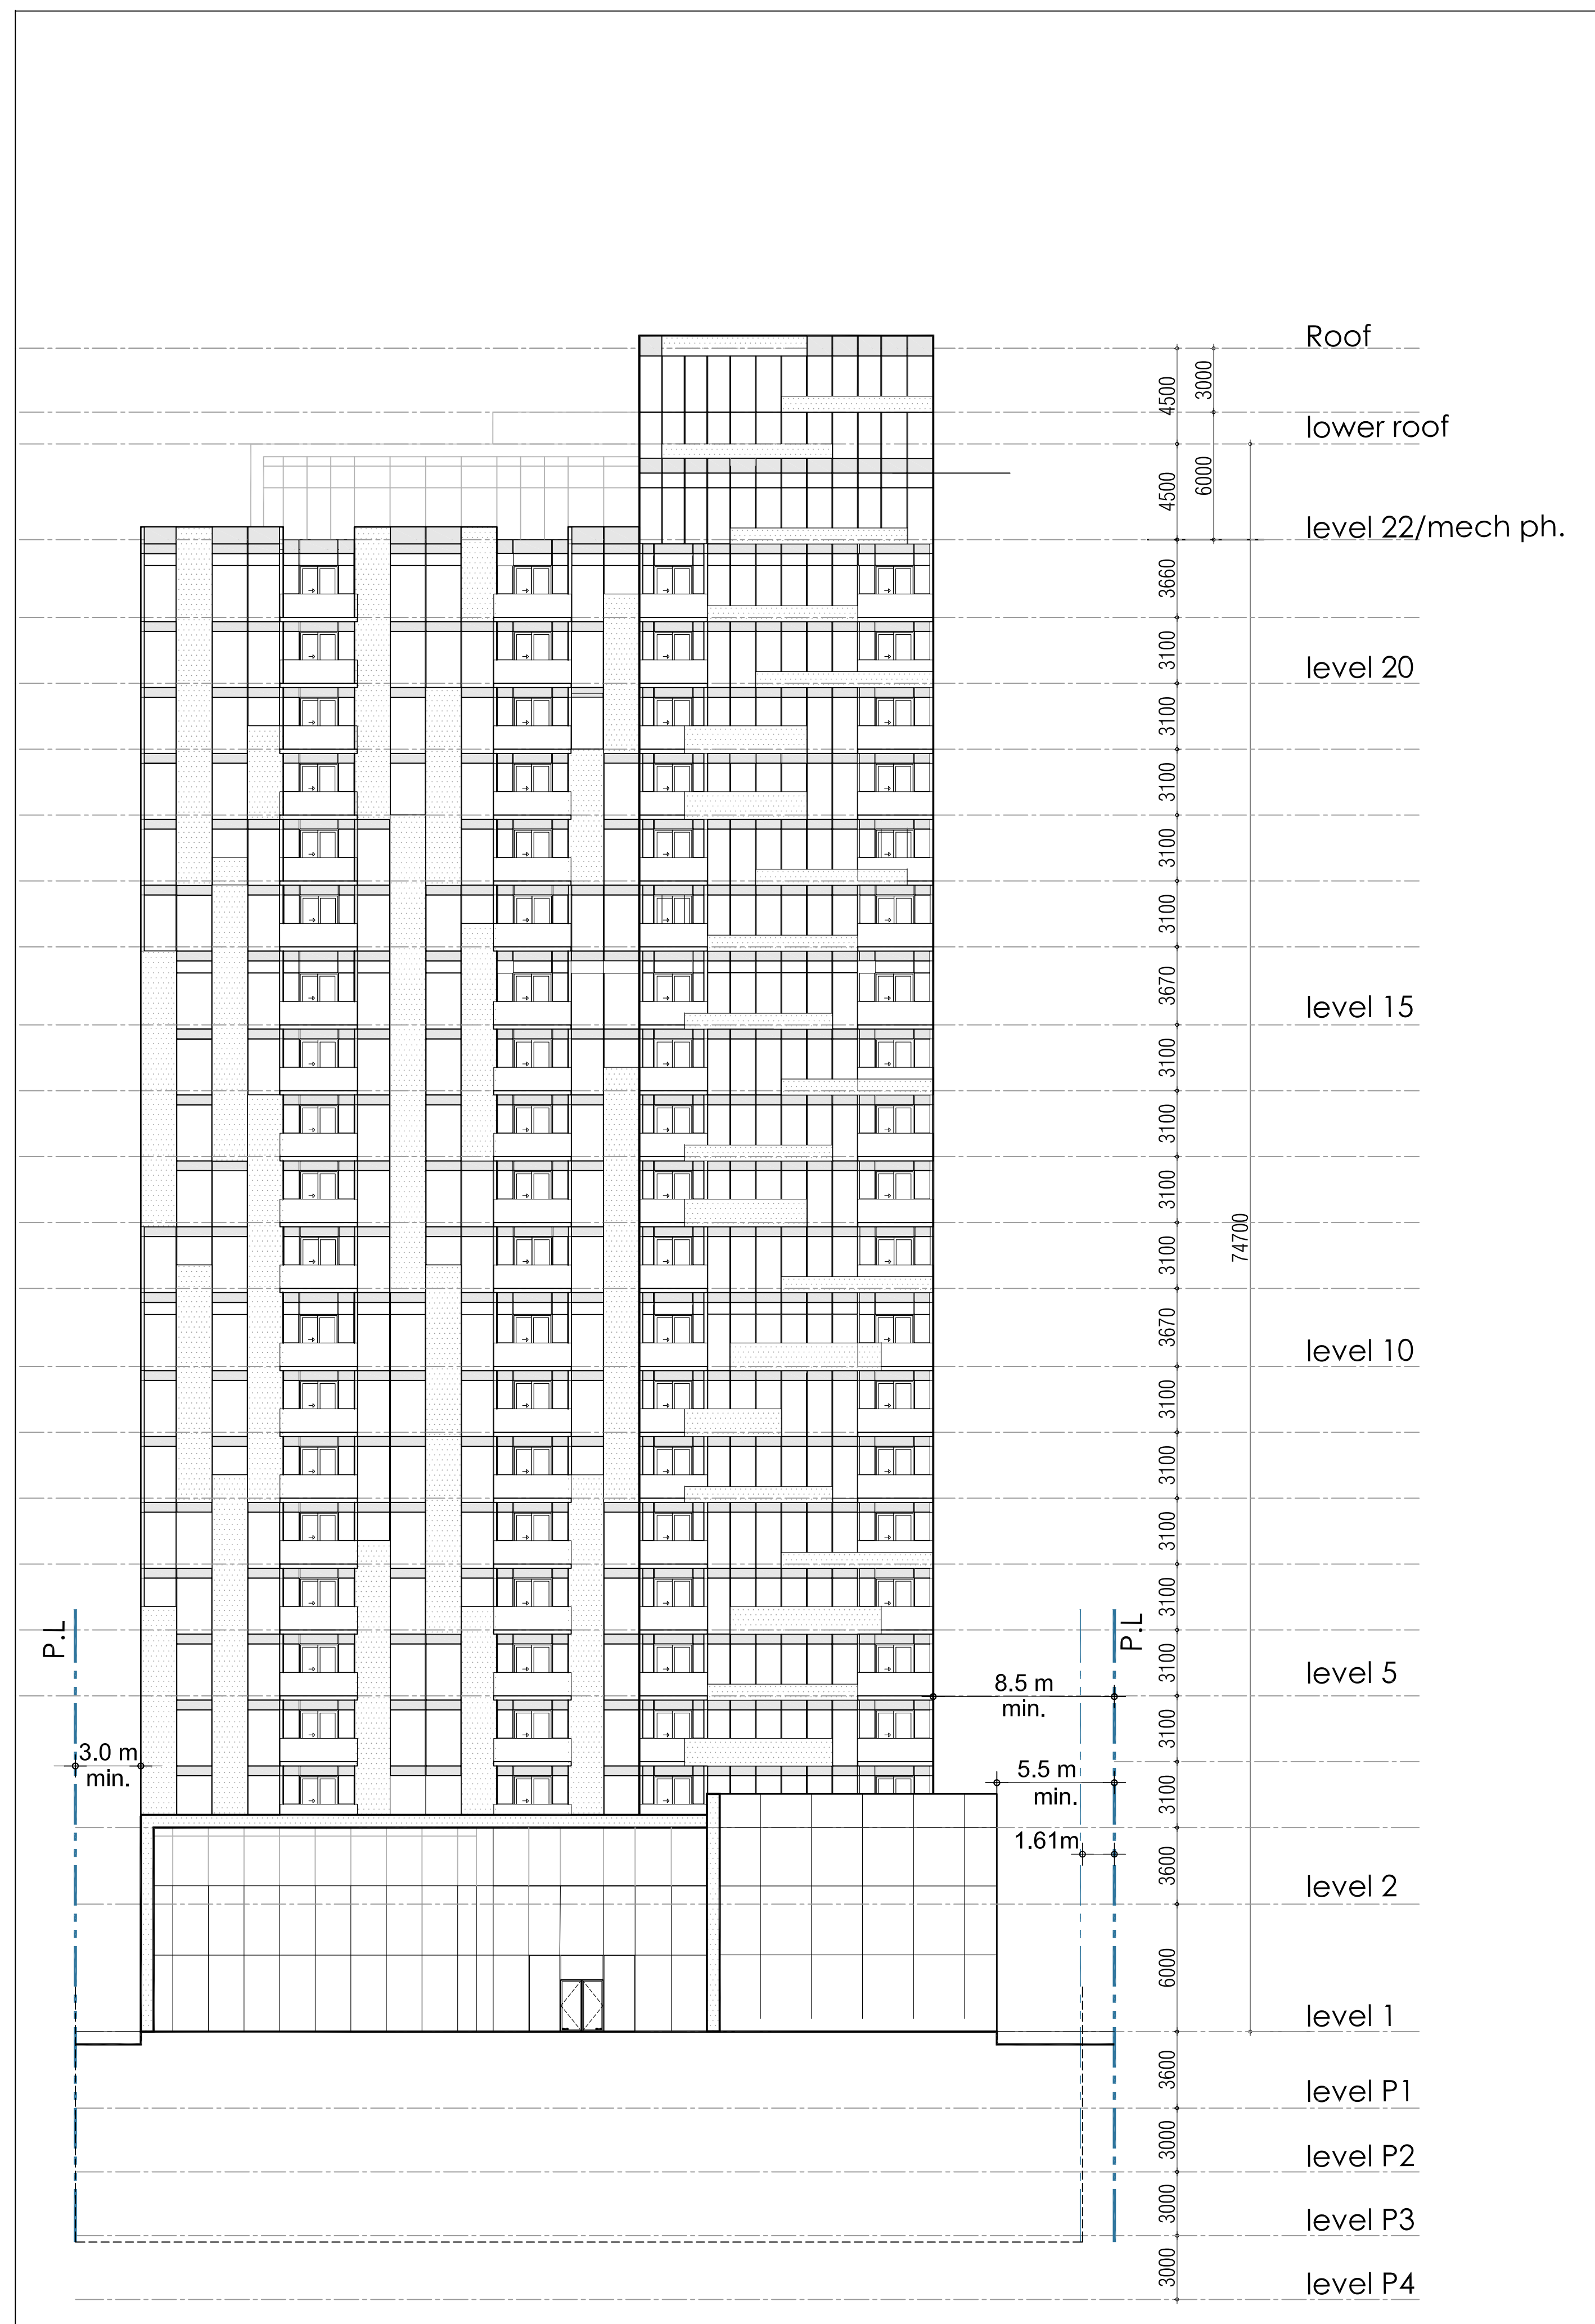 Roof
4500
3000
lower roof
4500
6000
level 22/mech ph.
3660
3100
level 20
3100
3100
3100
3100
3670
level 15
3100
3100
3100
3100
74700
3670
level 10
3100
3100
3100
3100
P.L
P.L
3100
level 5
8.5 m
min.
3100
3.0 m
min.
5.5 m
min.
3100
1.61m
3600
level 2
6000
level 1
3600
level P1
3000
level P2
3000
level P3
3000
level P4